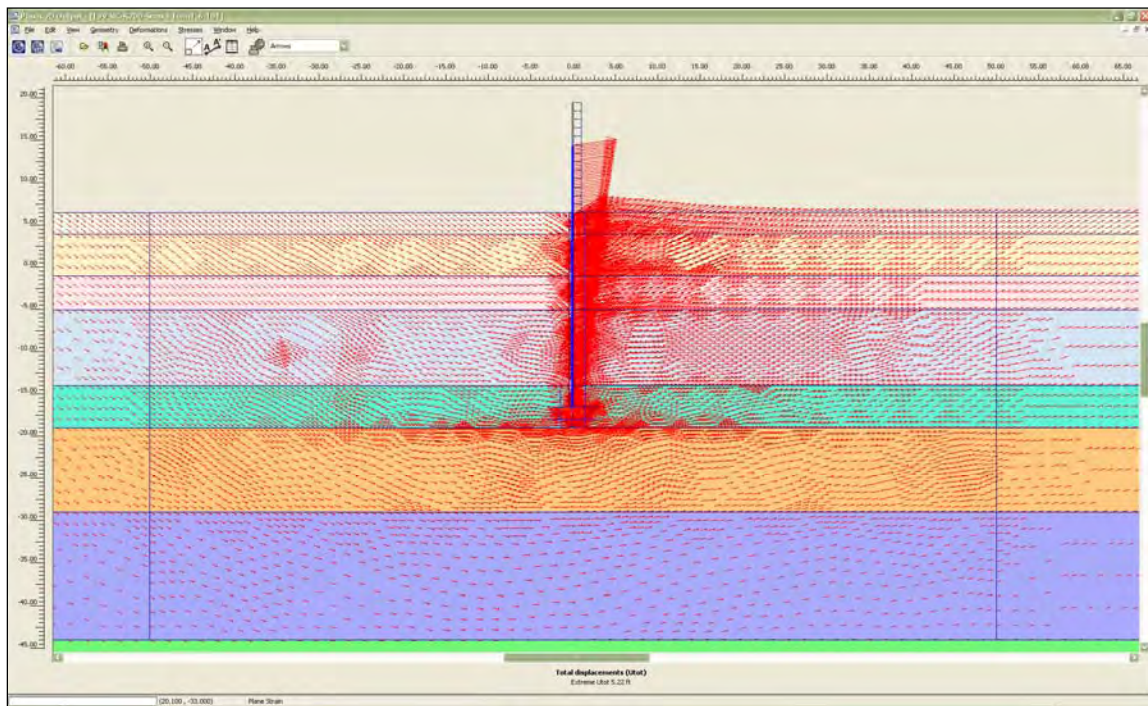 File Edit View Geometry Deformations Stresses Window Help
Arrows
-60.00 -55.00 -50.00 -45.00 -40.00 -35.00 -30.00 -25.00 -20.00 -15.00 -10.00 -5.00 0.00 5.00 10.00 15.00 20.00 25.00 30.00 35.00 40.00 45.00 50.00 55.00 60.00 65.00
20.00
15.00
10.00
5.00
0.00
-5.00
-10.00
-15.00
-20.00
-25.00
-30.00
-35.00
-40.00
-45.00
Total displacements (Utot)
Extreme Utot 5.22 ft
(20.100 , -33.000) Plane Strain